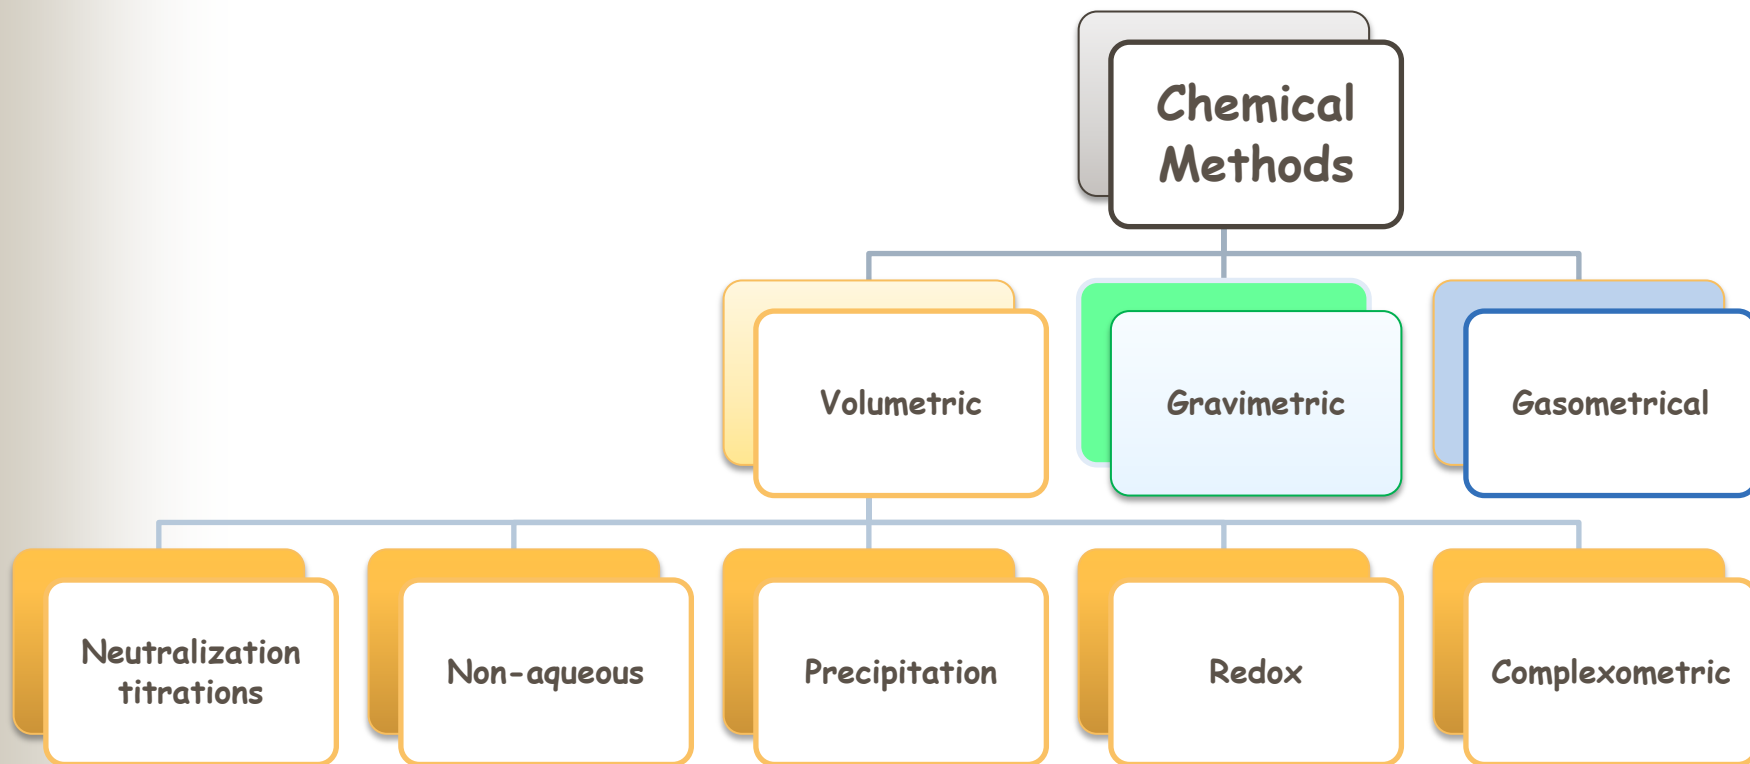 Chemical
Methods
Volumetric
Gravimetric
Gasometrical
Neutralization
titrations
Non-aqueous
Precipitation
Redox
Complexometric